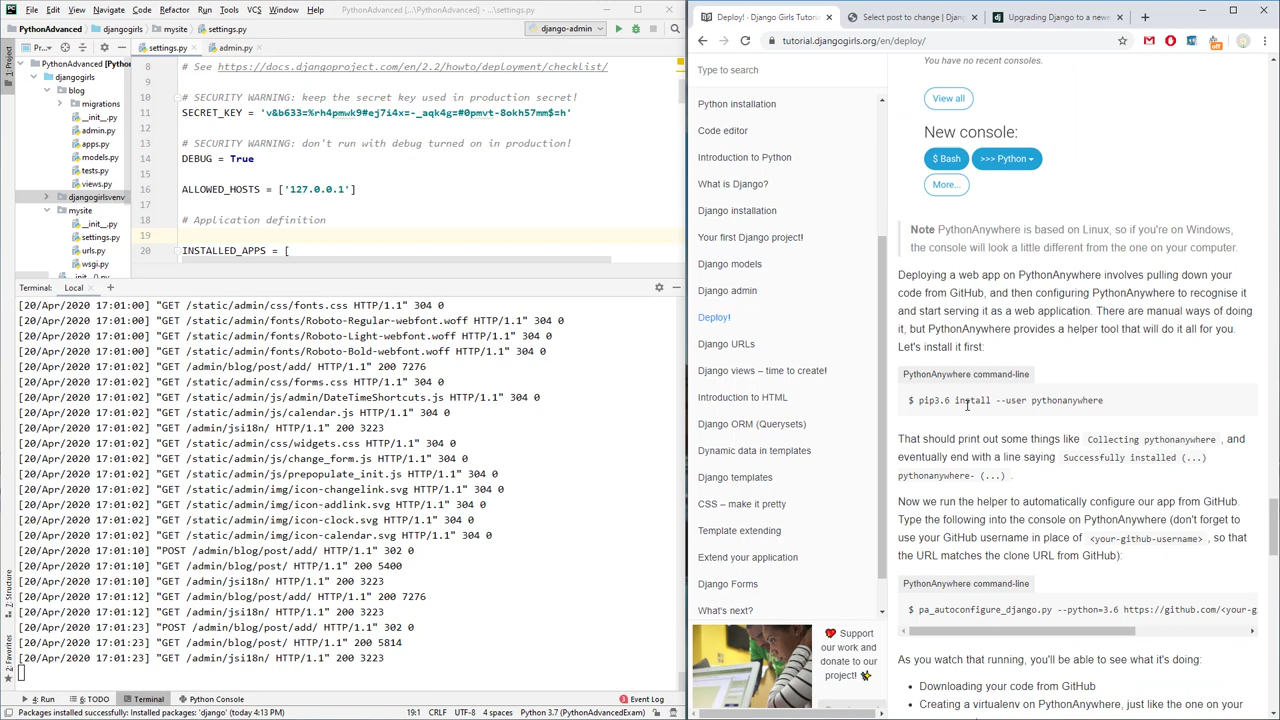 File Edit View Navigate Code Refactor Run Tools VCS Window Help PythonAdvanced [...\PythonAdvanced] - ...\settings.py
PythonAdvanced djangogirls mysite settings.py django-admin
Pr... settings.py admin.py
1: Project
PythonAdvanced [Python
djangogirls
blog
migrations
__init__.py
admin.py
apps.py
models.py
tests.py
views.py
djangogirlsvenv
mysite
__init__.py
settings.py
urls.py
wsgi.py
__init__.py
8 # See https://docs.djangoproject.com/en/2.2/howto/deployment/checklist/
9
10 # SECURITY WARNING: keep the secret key used in production secret!
11 SECRET_KEY = 'v&b633=%rh4pmwk9#ej7i4x=-_aqk4g=#0pmvt-8okh57mm$=h'
12
13 # SECURITY WARNING: don't run with debug turned on in production!
14 DEBUG = True
15
16 ALLOWED_HOSTS = ['127.0.0.1']
17
18 # Application definition
19
20 INSTALLED_APPS = [
Terminal: Local +
[20/Apr/2020 17:01:00] "GET /static/admin/css/fonts.css HTTP/1.1" 304 0
[20/Apr/2020 17:01:00] "GET /static/admin/fonts/Roboto-Regular-webfont.woff HTTP/1.1" 304 0
[20/Apr/2020 17:01:00] "GET /static/admin/fonts/Roboto-Light-webfont.woff HTTP/1.1" 304 0
[20/Apr/2020 17:01:00] "GET /static/admin/fonts/Roboto-Bold-webfont.woff HTTP/1.1" 304 0
[20/Apr/2020 17:01:02] "GET /admin/blog/post/add/ HTTP/1.1" 200 7276
[20/Apr/2020 17:01:02] "GET /static/admin/css/forms.css HTTP/1.1" 304 0
[20/Apr/2020 17:01:02] "GET /static/admin/js/admin/DateTimeShortcuts.js HTTP/1.1" 304 0
[20/Apr/2020 17:01:02] "GET /static/admin/js/calendar.js HTTP/1.1" 304 0
[20/Apr/2020 17:01:02] "GET /admin/jsi18n/ HTTP/1.1" 200 3223
[20/Apr/2020 17:01:02] "GET /static/admin/css/widgets.css HTTP/1.1" 304 0
[20/Apr/2020 17:01:02] "GET /static/admin/js/change_form.js HTTP/1.1" 304 0
[20/Apr/2020 17:01:02] "GET /static/admin/js/prepopulate_init.js HTTP/1.1" 304 0
[20/Apr/2020 17:01:02] "GET /static/admin/img/icon-changelink.svg HTTP/1.1" 304 0
[20/Apr/2020 17:01:02] "GET /static/admin/img/icon-addlink.svg HTTP/1.1" 304 0
[20/Apr/2020 17:01:02] "GET /static/admin/img/icon-clock.svg HTTP/1.1" 304 0
[20/Apr/2020 17:01:02] "GET /static/admin/img/icon-calendar.svg HTTP/1.1" 304 0
[20/Apr/2020 17:01:10] "POST /admin/blog/post/add/ HTTP/1.1" 302 0
[20/Apr/2020 17:01:10] "GET /admin/blog/post/ HTTP/1.1" 200 5400
[20/Apr/2020 17:01:10] "GET /admin/jsi18n/ HTTP/1.1" 200 3223
[20/Apr/2020 17:01:12] "GET /admin/blog/post/add/ HTTP/1.1" 200 7276
[20/Apr/2020 17:01:12] "GET /admin/jsi18n/ HTTP/1.1" 200 3223
[20/Apr/2020 17:01:23] "POST /admin/blog/post/add/ HTTP/1.1" 302 0
[20/Apr/2020 17:01:23] "GET /admin/blog/post/ HTTP/1.1" 200 5814
[20/Apr/2020 17:01:23] "GET /admin/jsi18n/ HTTP/1.1" 200 3223
Z: Structure
2: Favorites
4: Run 6: TODO Terminal Python Console Event Log
Packages installed successfully: Installed packages: 'django' (today 4:13 PM) 19:1 CRLF UTF-8 4 spaces Python 3.7 (PythonAdvancedExam)
Deploy! · Django Girls Tutori Select post to change | Djang Upgrading Django to a newe
tutorial.djangogirls.org/en/deploy/
off
Type to search
Python installation
Code editor
Introduction to Python
What is Django?
Django installation
Your first Django project!
Django models
Django admin
Deploy!
Django URLs
Django views – time to create!
Introduction to HTML
Django ORM (Querysets)
Dynamic data in templates
Django templates
CSS – make it pretty
Template extending
Extend your application
Django Forms
What's next?
Support
our work and
donate to our
project!
You have no recent consoles.
View all
New console:
$ Bash >>> Python
More...
Note PythonAnywhere is based on Linux, so if you're on Windows,
the console will look a little different from the one on your computer.
Deploying a web app on PythonAnywhere involves pulling down your
code from GitHub, and then configuring PythonAnywhere to recognise it
and start serving it as a web application. There are manual ways of doing
it, but PythonAnywhere provides a helper tool that will do it all for you.
Let's install it first:
PythonAnywhere command-line
$ pip3.6 install --user pythonanywhere
That should print out some things like Collecting pythonanywhere , and
eventually end with a line saying Successfully installed (...)
pythonanywhere- (...) .
Now we run the helper to automatically configure our app from GitHub.
Type the following into the console on PythonAnywhere (don't forget to
use your GitHub username in place of <your-github-username> , so that
the URL matches the clone URL from GitHub):
PythonAnywhere command-line
$ pa_autoconfigure_django.py --python=3.6 https://github.com/<your-g
As you watch that running, you'll be able to see what it's doing:
Downloading your code from GitHub
Creating a virtualenv on PythonAnywhere, just like the one on your